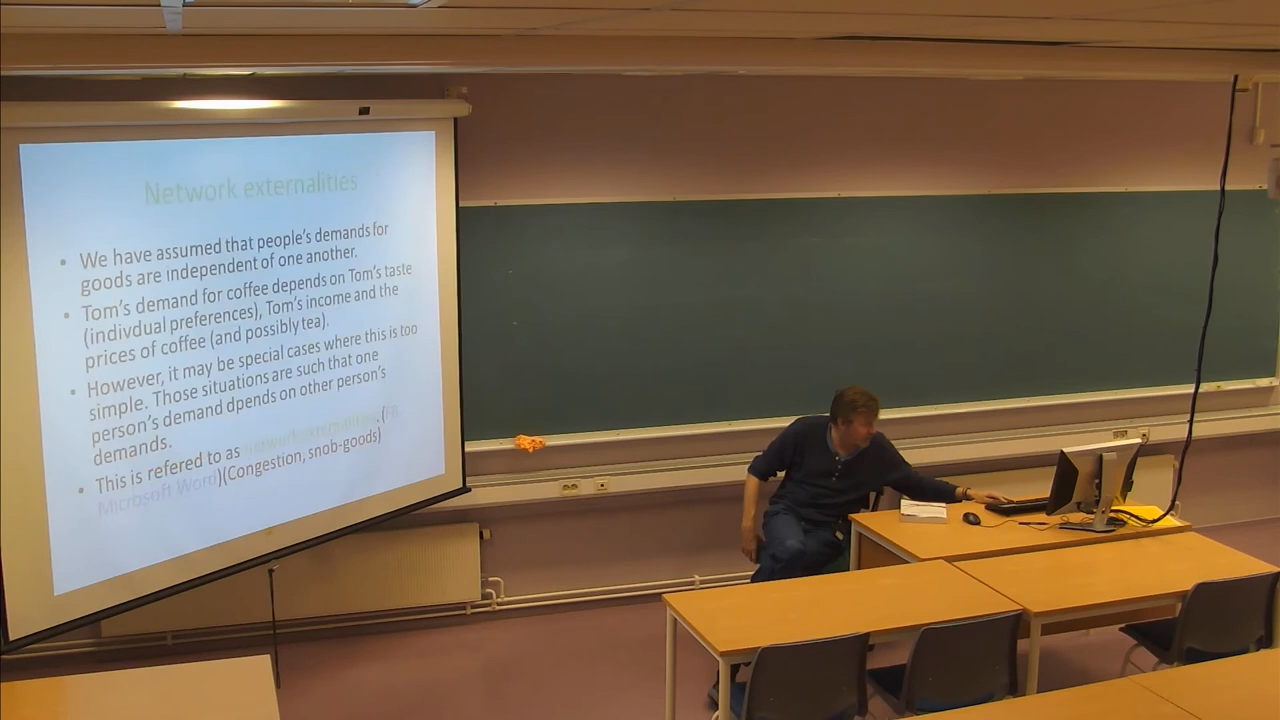 Network externalities
• We have assumed that people's demands for
goods are independent of one another.
• Tom's demand for coffee depends on Tom's taste
(indivdual preferences), Tom's income and the
prices of coffee (and possibly tea).
• However, it may be special cases where this is too
simple. Those situations are such that one
person's demand dpends on other person's
demands.
• This is refered to as network externalities.(FB,
Microsoft Word)(Congestion, snob-goods)